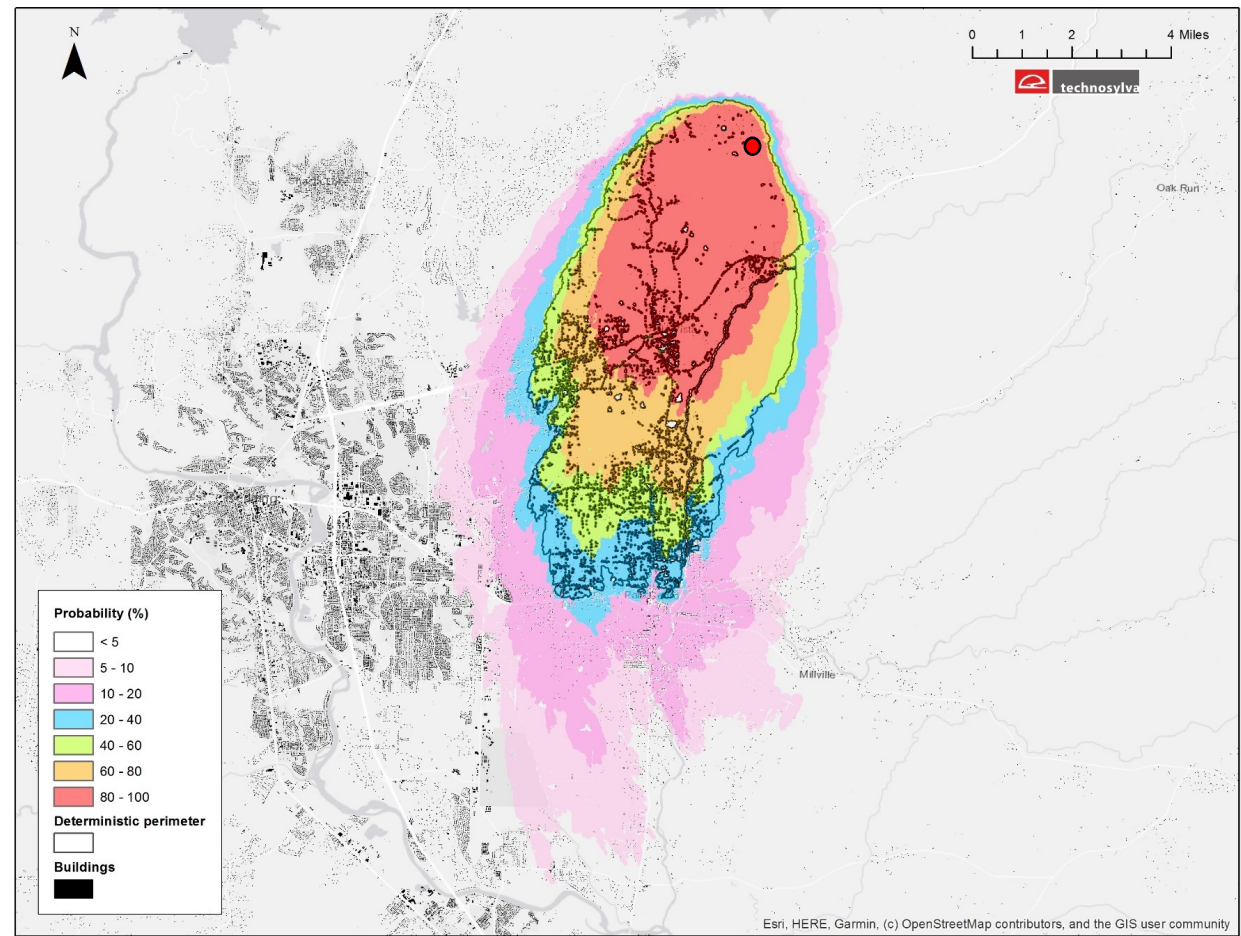 N
0 1 2 4 Miles
technosylva
Oak Run
Probability (%)
< 5
5 - 10
10 - 20
20 - 40
40 - 60
60 - 80
80 - 100
Deterministic perimeter
Buildings
Millville
Esri, HERE, Garmin, (c) OpenStreetMap contributors, and the GIS user community